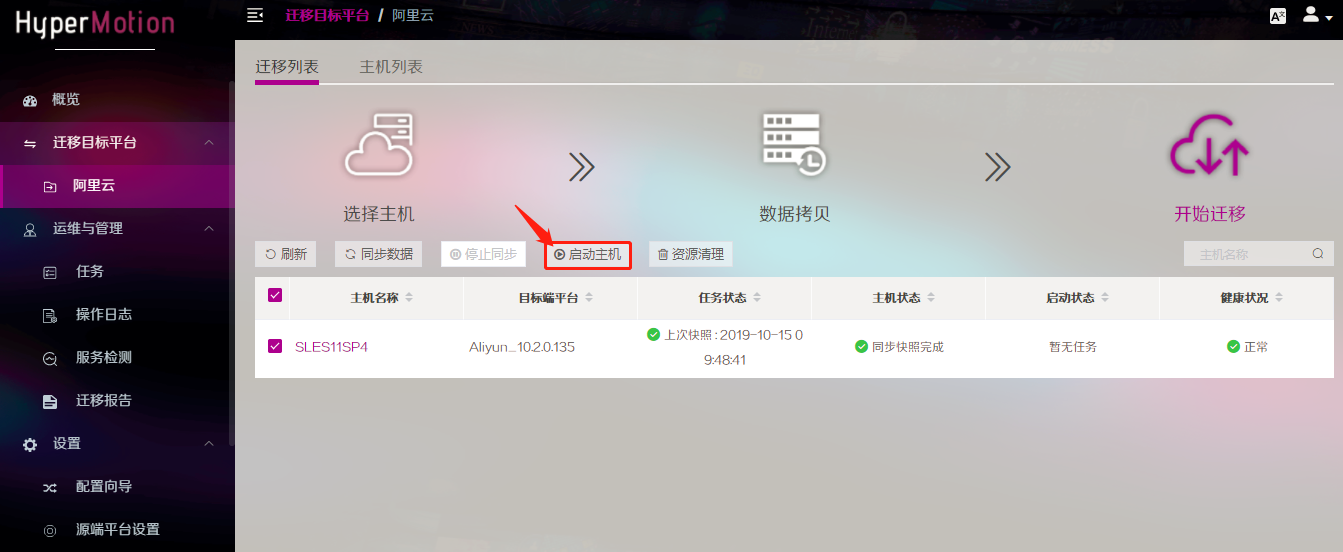 HyperMotion
迁移目标平台 / 阿里云
概览
迁移目标平台
阿里云
运维与管理
任务
操作日志
服务检测
迁移报告
设置
配置向导
源端平台设置
迁移列表 主机列表
选择主机 数据拷贝 开始迁移
刷新 同步数据 停止同步 启动主机 资源清理 主机名称
主机名称 目标端平台 任务状态 主机状态 启动状态 健康状况
SLES11SP4 Aliyun_10.2.0.135 上次快照 : 2019-10-15 0 同步快照完成 暂无任务 正常
9:48:41